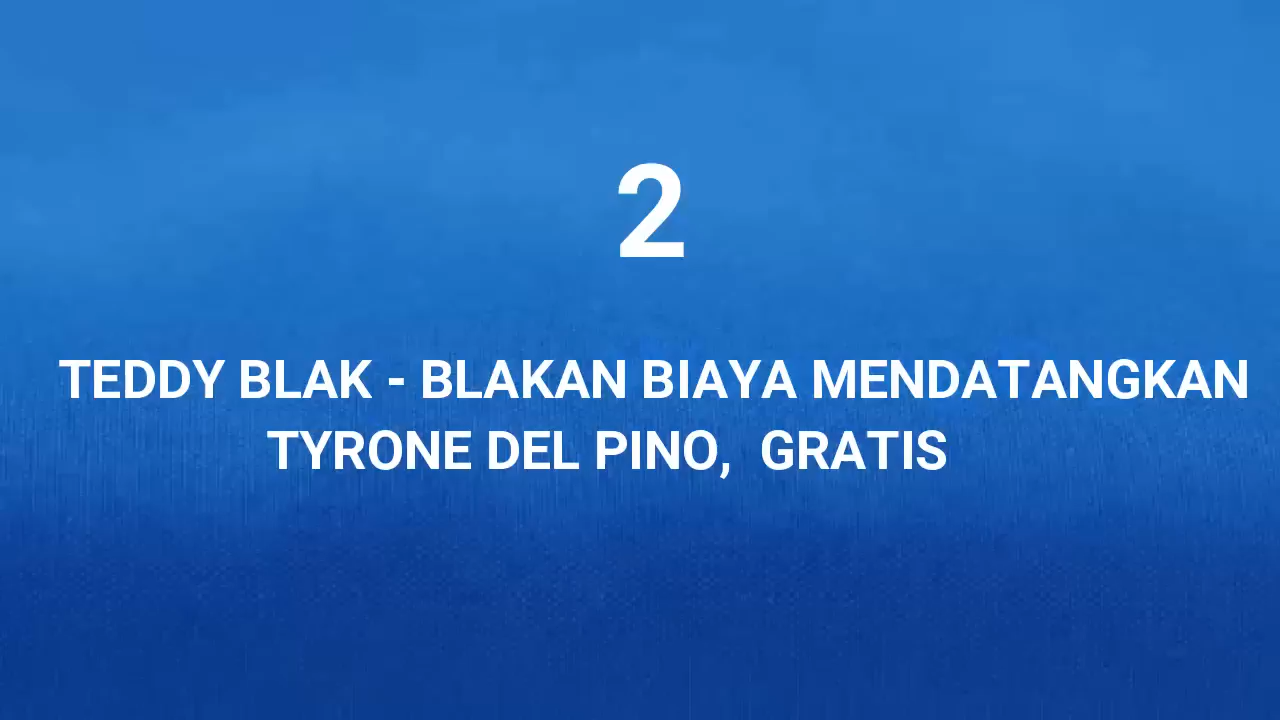 2
TEDDY BLAK - BLAKAN BIAYA MENDATANGKAN
TYRONE DEL PINO, GRATIS